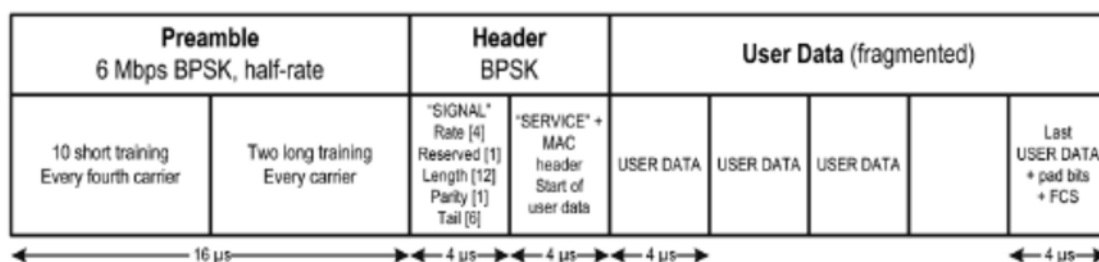 Preamble
6 Mbps BPSK, half-rate
Header
BPSK
User Data (fragmented)
10 short training
Every fourth carrier
Two long training
Every carrier
"SIGNAL"
Rate [4]
Reserved [1]
Length [12]
Parity [1]
Tail [6]
"SERVICE" +
MAC
header
Start of
user data
USER DATA
USER DATA
USER DATA
Last
USER DATA
+ pad bits
+ FCS
16 µs
4 µs
4 µs
4 µs
4 µs